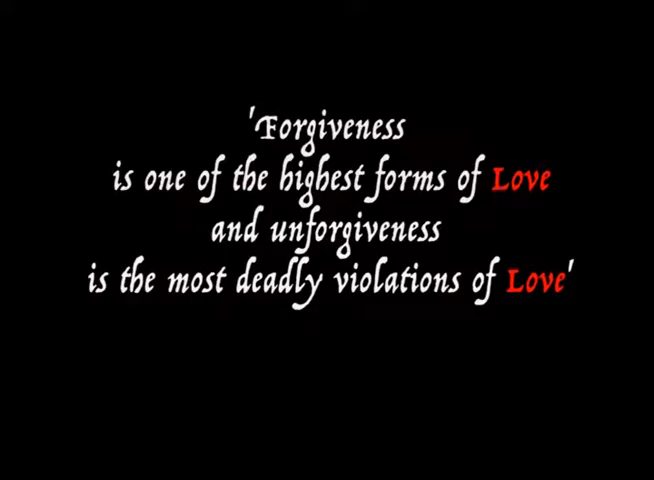 'Forgiveness
is one of the highest forms of Love
and unforgiveness
is the most deadly violations of Love'